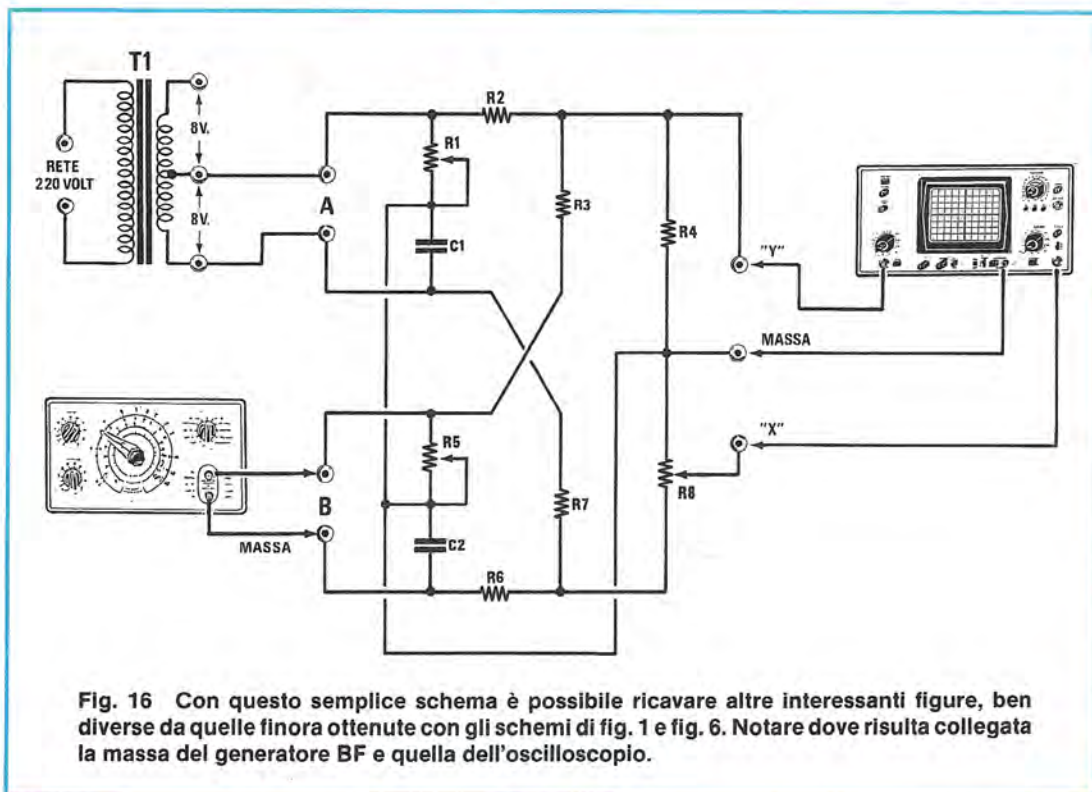 T1
8V.
8V.
RETE
220 VOLT
A
R1
C1
R2
R3
R4
"Y"
MASSA
"X"
R5
B
C2
R6
R7
R8
MASSA
Fig. 16 Con questo semplice schema è possibile ricavare altre interessanti figure, ben
diverse da quelle finora ottenute con gli schemi di fig. 1 e fig. 6. Notare dove risulta collegata
la massa del generatore BF e quella dell'oscilloscopio.